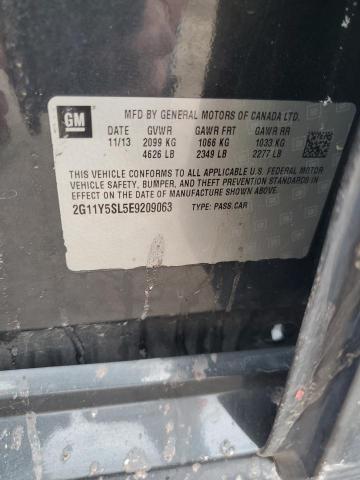 GM
MFD BY GENERAL MOTORS OF CANADA LTD.
DATE GVWR GAWR FRT GAWR RR
11/13 2099 KG 1066 KG 1033 KG
4626 LB 2349 LB 2277 LB
THIS VEHICLE CONFORMS TO ALL APPLICABLE U.S. FEDERAL MOTOR
VEHICLE SAFETY, BUMPER, AND THEFT PREVENTION STANDARDS
IN EFFECT ON THE DATE OF MANUFACTURE SHOWN ABOVE.
2G11Y5SL5E9209063 TYPE: PASS.CAR